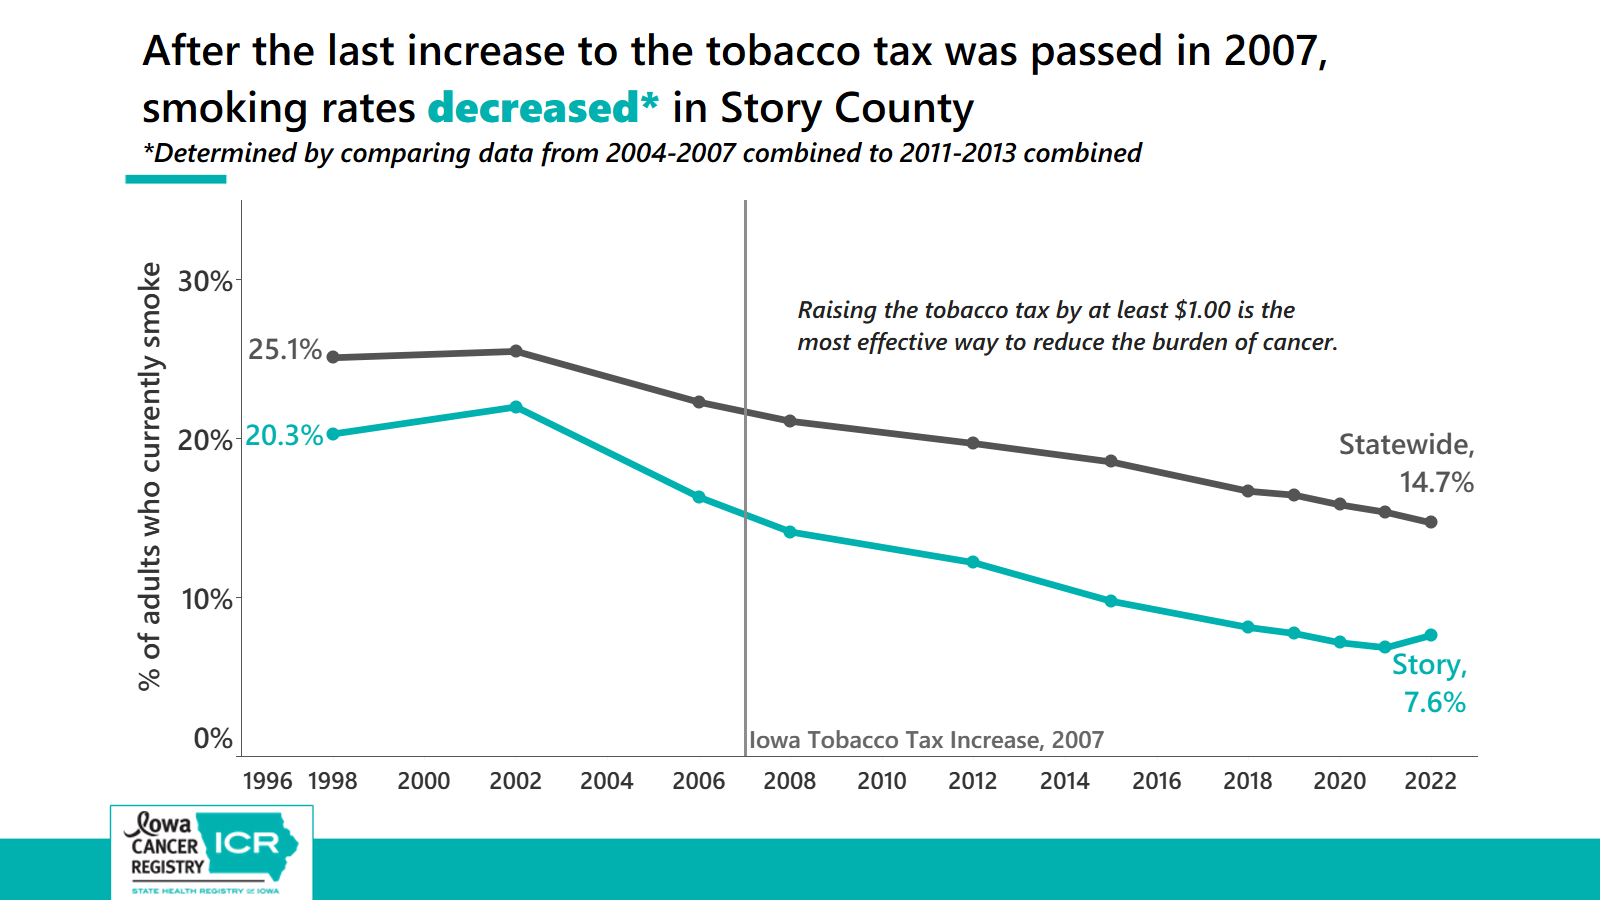 After the last increase to the tobacco tax was passed in 2007,
smoking rates decreased* in Story County
*Determined by comparing data from 2004-2007 combined to 2011-2013 combined
% of adults who currently smoke
30%
20%
10%
0%
25.1%
20.3%
Raising the tobacco tax by at least $1.00 is the
most effective way to reduce the burden of cancer.
Statewide,
14.7%
Story,
7.6%
Iowa Tobacco Tax Increase, 2007
1996 1998 2000 2002 2004 2006 2008 2010 2012 2014 2016 2018 2020 2022
Iowa
CANCER
REGISTRY
ICR
STATE HEALTH REGISTRY OF IOWA